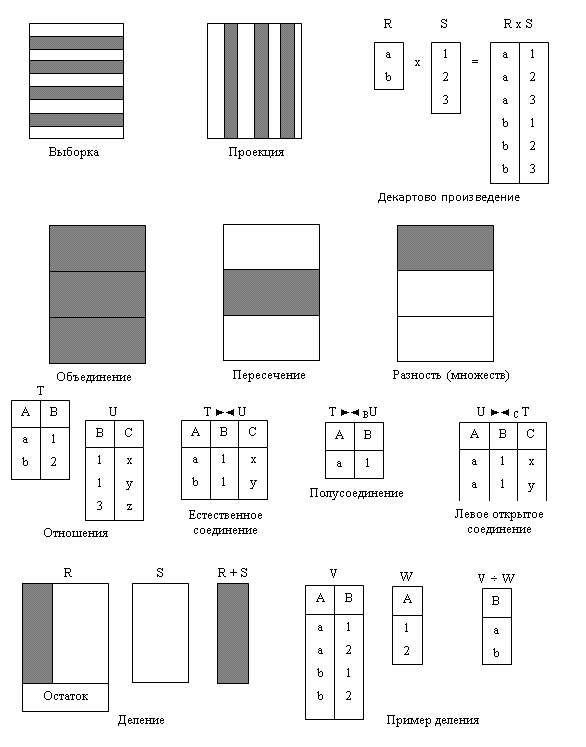 R S R x S
a x 1 = a 1
b 2 a 2
3 a 3
b 1
b 2
b 3
Выборка Проекция
Декартово произведение
Объединение Пересечение Разность (множеств)
T
A B
a 1
b 2
U
B C
1 x
1 y
3 z
Отношения
T ►◄ U
A B C
a 1 x
b 1 y
Естественное
соединение
T ►◄ BU
A B
a 1
Полусоединение
U ►◄ C T
A B C
a 1 x
a 1 y
Левое открытое
соединение
R S R + S
Остаток
Деление
V
A B
a 1
a 2
b 1
b 2
W
A
1
2
V ÷ W
B
a
b
Пример деления